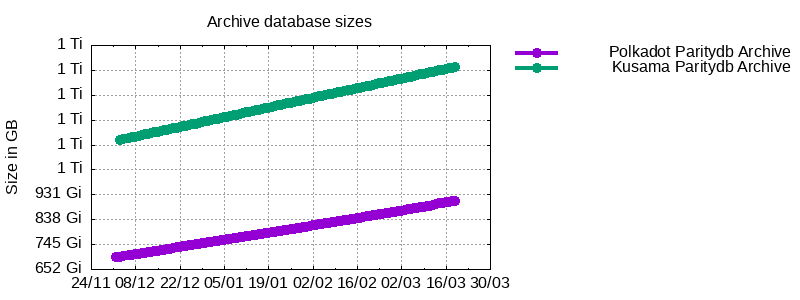 Archive database sizes
Polkadot Paritydb Archive
Kusama Paritydb Archive
Size in GB
1 Ti
1 Ti
1 Ti
1 Ti
1 Ti
1 Ti
931 Gi
838 Gi
745 Gi
652 Gi
24/11 08/12 22/12 05/01 19/01 02/02 16/02 02/03 16/03 30/03